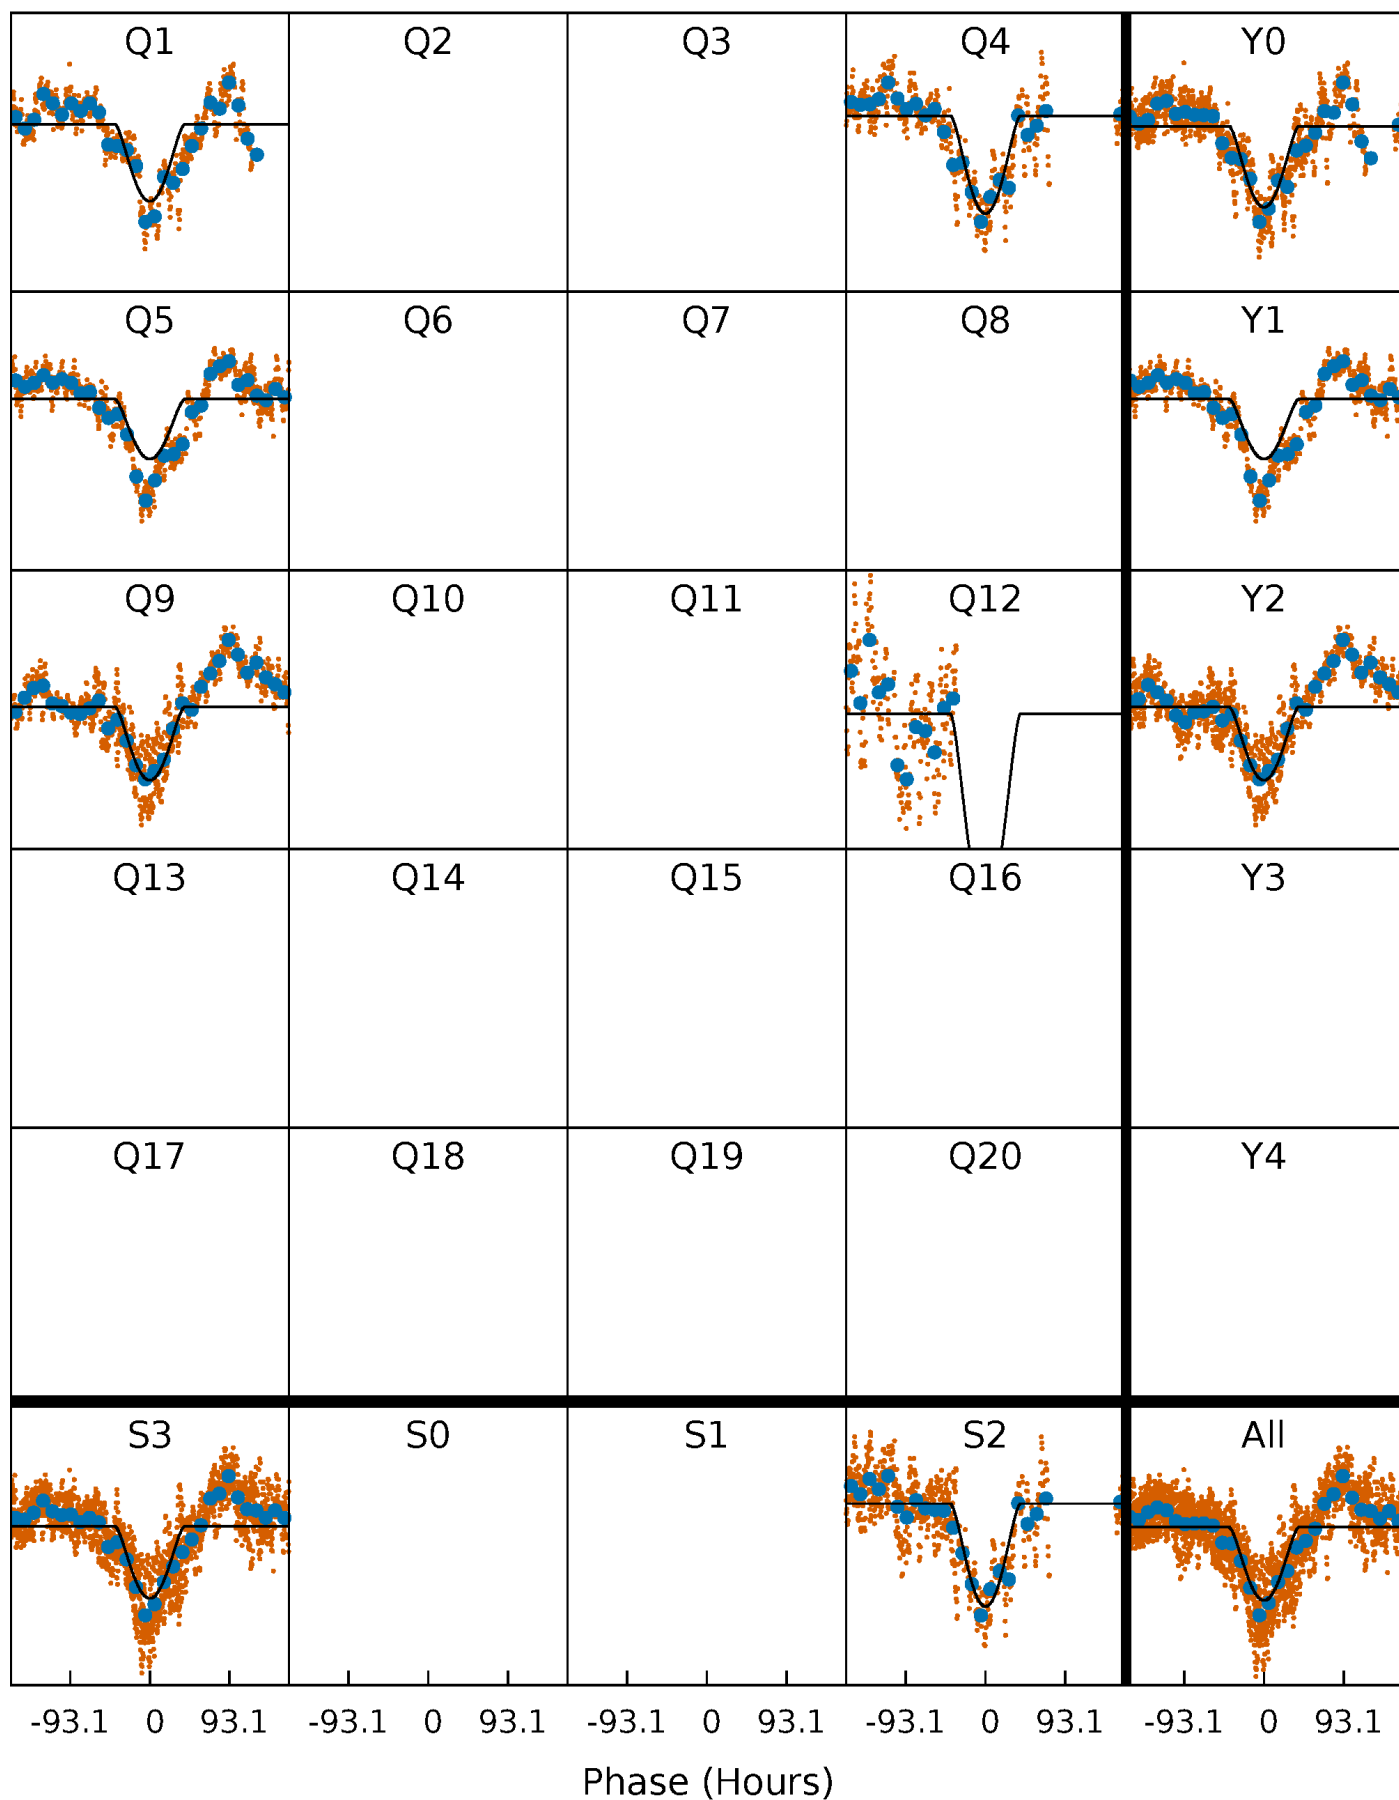 Q1 Q2 Q3 Q4 Y0
Q5 Q6 Q7 Q8 Y1
Q9 Q10 Q11 Q12 Y2
Q13 Q14 Q15 Q16 Y3
Q17 Q18 Q19 Q20 Y4
S3 S0 S1 S2 All
-93.1 0 93.1 -93.1 0 93.1 -93.1 0 93.1 -93.1 0 93.1 -93.1 0 93.1
Phase (Hours)